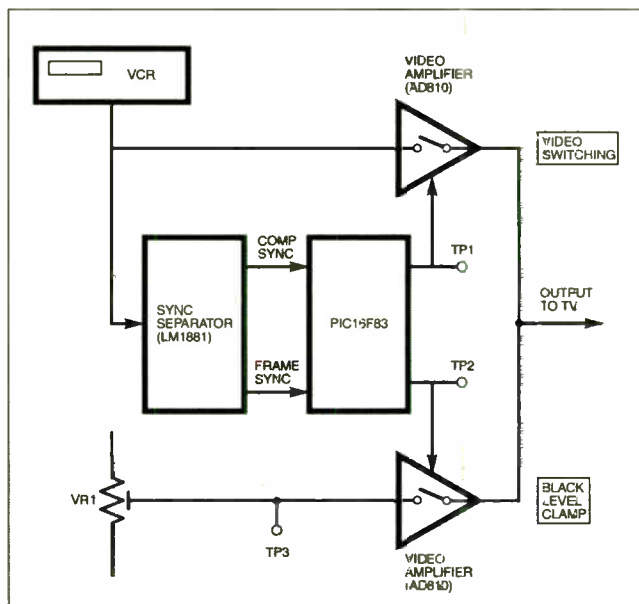 VCR
VIDEO
AMPLIFIER
(AD810)
VIDEO
SWITCHING
COMP
SYNC
TP1
SYNC
SEPARATOR
(LM1881)
PIC16F83
OUTPUT
TO TV
FRAME
SYNC
TP2
VR1
TP3
BLACK
LEVEL
CLAMP
VIDEO
AMPLIFIER
(AD810)